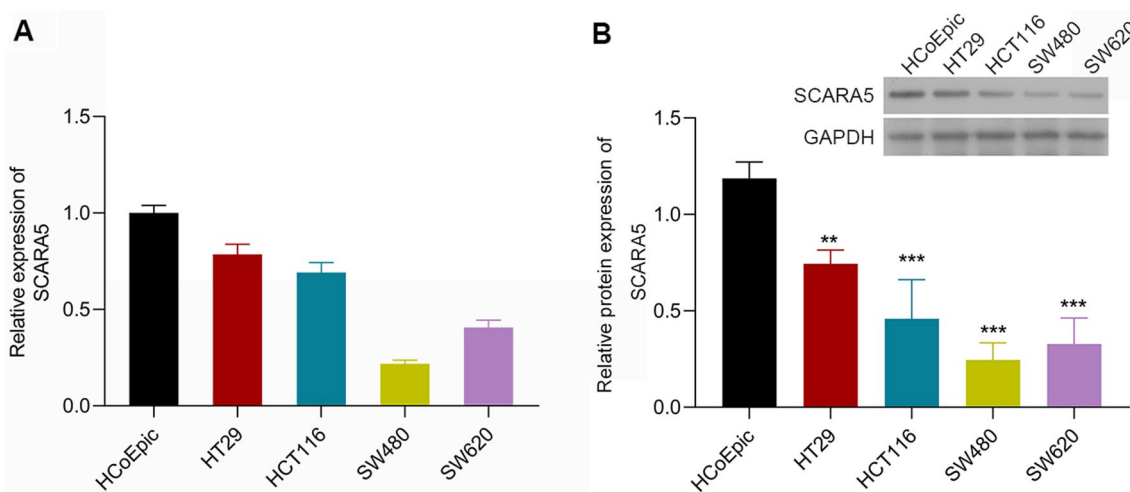 A
Relative expression of
SCARA5
1.5
1.0
0.5
0.0
HCoEpic
HT29
HCT116
SW480
SW620
B
HCoEpic
HT29
HCT116
SW480
SW620
SCARA5
GAPDH
Relative protein expression of
SCARA5
1.5
1.0
0.5
0.0
**
***
***
***
HCoEpic
HT29
HCT116
SW480
SW620